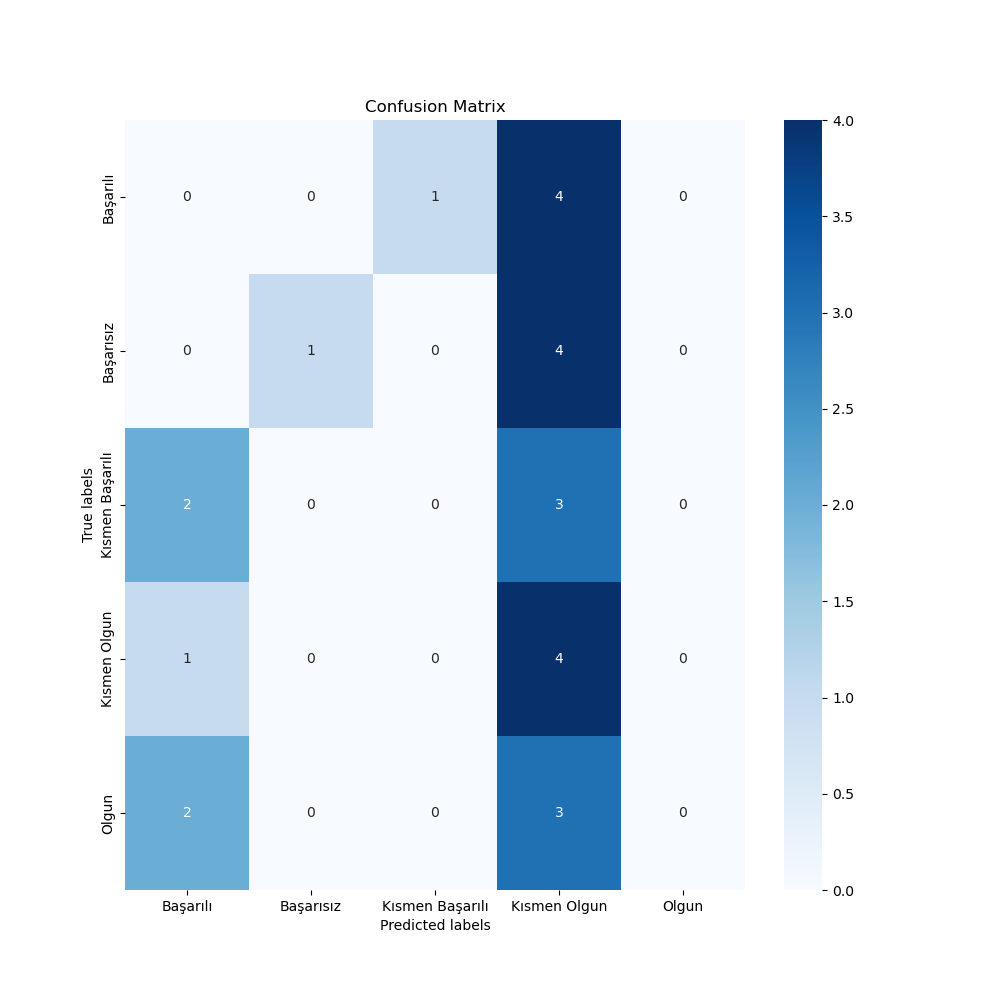 Confusion Matrix
True labels
Başarılı
0 0 1 4 0
Başarısız
0 1 0 4 0
Kısmen Başarılı
2 0 0 3 0
Kısmen Olgun
1 0 0 4 0
Olgun
2 0 0 3 0
Başarılı Başarısız Kısmen Başarılı Kısmen Olgun Olgun
Predicted labels
4.0
3.5
3.0
2.5
2.0
1.5
1.0
0.5
0.0